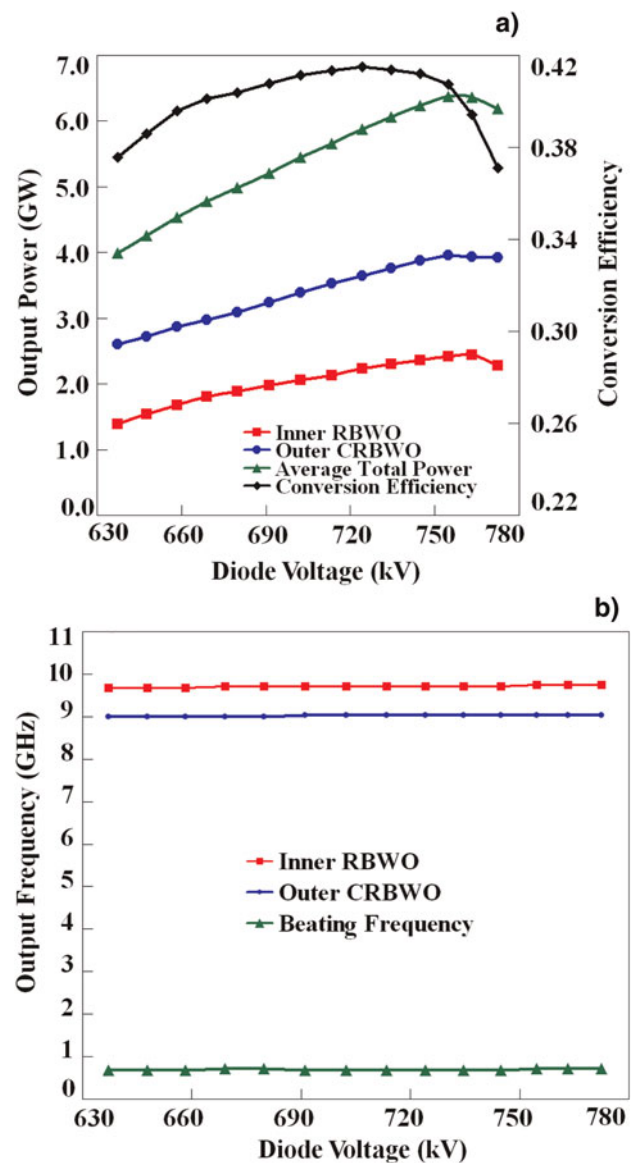 a)
Output Power (GW)
7.0
6.0
5.0
4.0
3.0
2.0
1.0
0.0
Conversion Efficiency
0.42
0.38
0.34
0.30
0.26
0.22
Inner RBWO
Outer CRBWO
Average Total Power
Conversion Efficiency
630 660 690 720 750 780
Diode Voltage (kV)
b)
Output Frequency (GHz)
11
10
9
8
7
6
5
4
3
2
1
0
Inner RBWO
Outer CRBWO
Beating Frequency
630 660 691 720 750 780
Diode Voltage (kV)